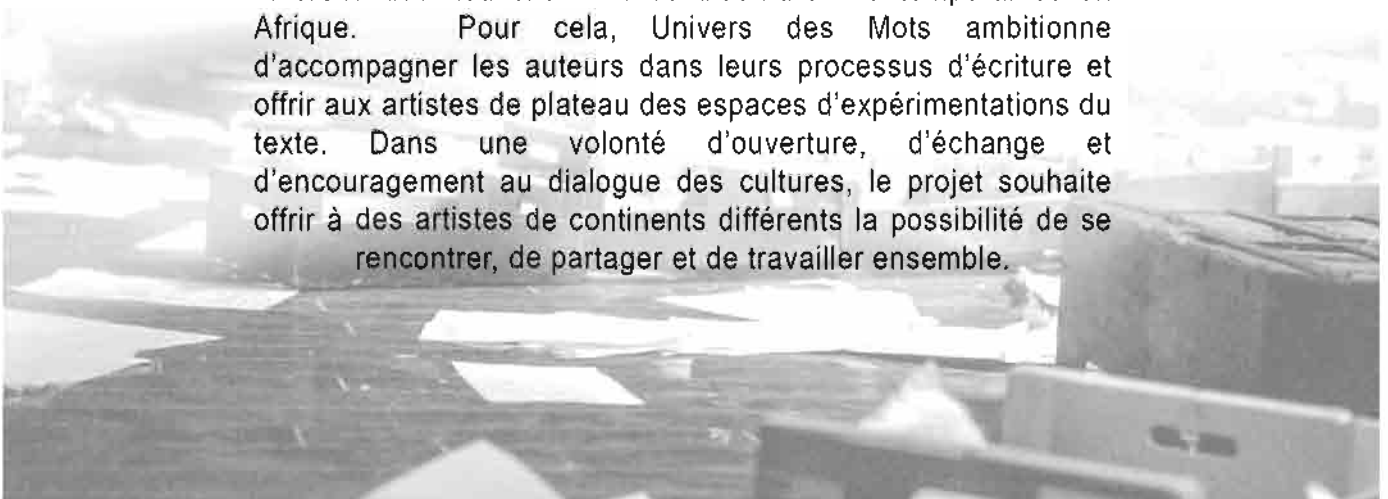 Afrique. Pour cela, Univers des Mots ambitionne
d'accompagner les auteurs dans leurs processus d'écriture et
offrir aux artistes de plateau des espaces d'expérimentations du
texte. Dans une volonté d'ouverture, d'échange et
d'encouragement au dialogue des cultures, le projet souhaite
offrir à des artistes de continents différents la possibilité de se
rencontrer, de partager et de travailler ensemble.